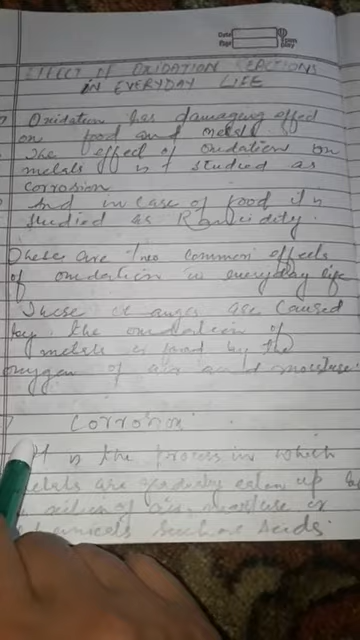 Date
Page
EFFECT OF OXIDATION REACTIONS
IN EVERYDAY LIFE
Oxidation has damaging effect
on food and metals.
The effect of oxidation on
metals is studied as
corrosion
And in case of food it is
studied as Rancidity.
These are two common effects
of oxidation in everyday life
These changes are caused
by the oxidation of
metals & food by the
oxygen of air and moisture.
Corrosion
It is the process in which
metals are gradually eaten up by
action of air, moisture or
chemicals such as Acids.